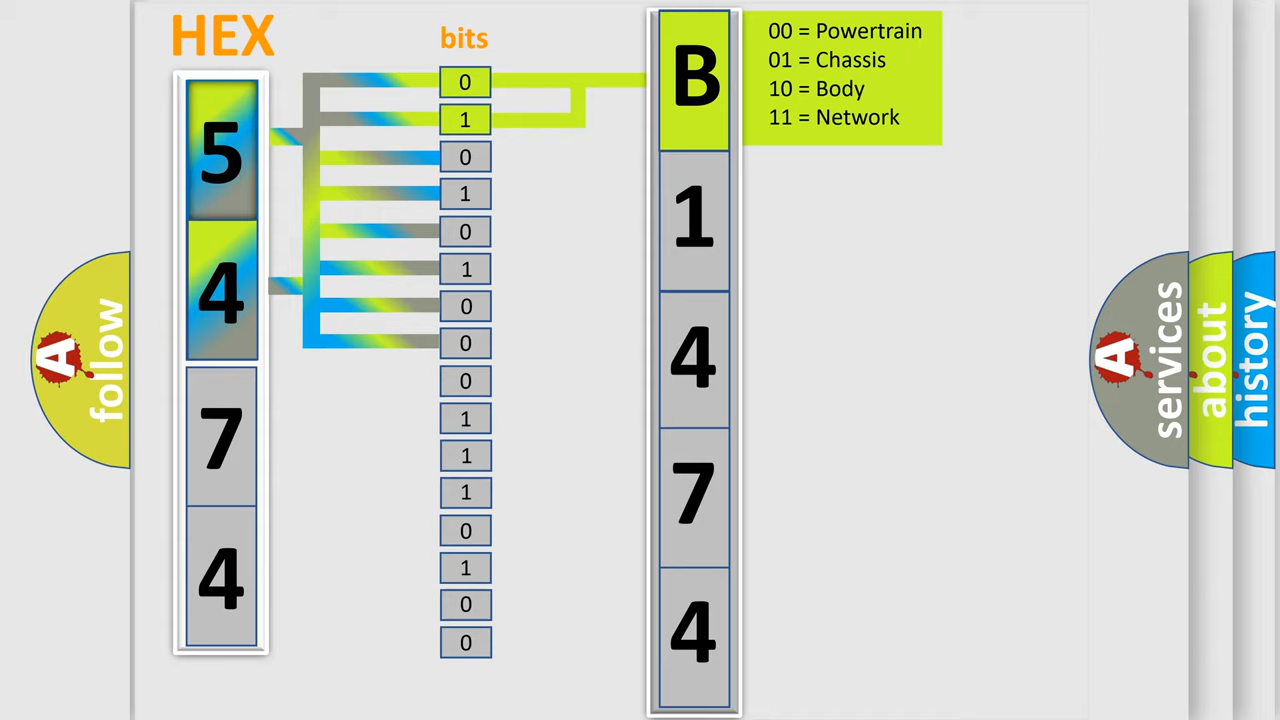 HEX
bits
5
4
7
4
0
1
0
1
0
1
0
0
0
1
1
1
0
1
0
0
B
1
4
7
4
00 = Powertrain
01 = Chassis
10 = Body
11 = Network
A follow
A services
about
history